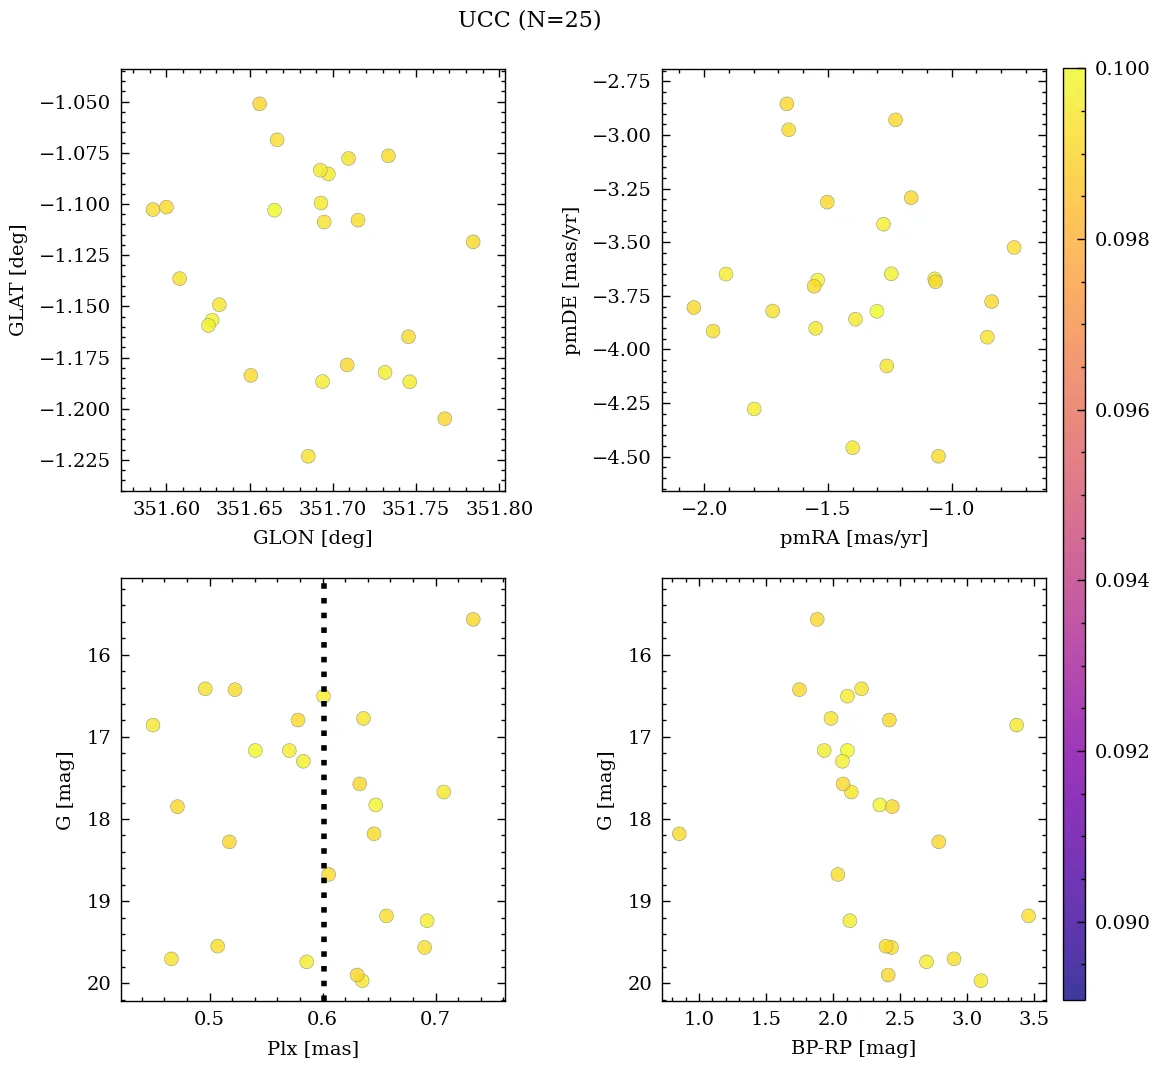 UCC (N=25)
−1.050
−1.075
−1.100
−1.125
−1.150
−1.175
−1.200
−1.225
GLAT [deg]
351.60 351.65 351.70 351.75 351.80
GLON [deg]
−2.75
−3.00
−3.25
−3.50
−3.75
−4.00
−4.25
−4.50
pmDE [mas/yr]
−2.0 −1.5 −1.0
pmRA [mas/yr]
0.100
0.098
0.096
0.094
0.092
0.090
16
17
18
19
20
G [mag]
0.5 0.6 0.7
Plx [mas]
16
17
18
19
20
G [mag]
1.0 1.5 2.0 2.5 3.0 3.5
BP-RP [mag]